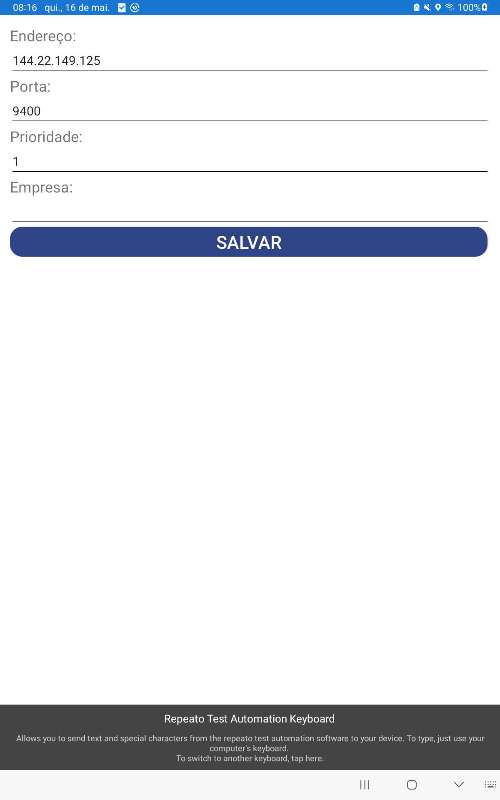 08:16 qui., 16 de mai. 100%
Endereço:
144.22.149.125
Porta:
9400
Prioridade:
1
Empresa:
SALVAR
Repeato Test Automation Keyboard
Allows you to send text and special characters from the repeato test automation software to your device. To type, just use your
computer's keyboard.
To switch to another keyboard, tap here.